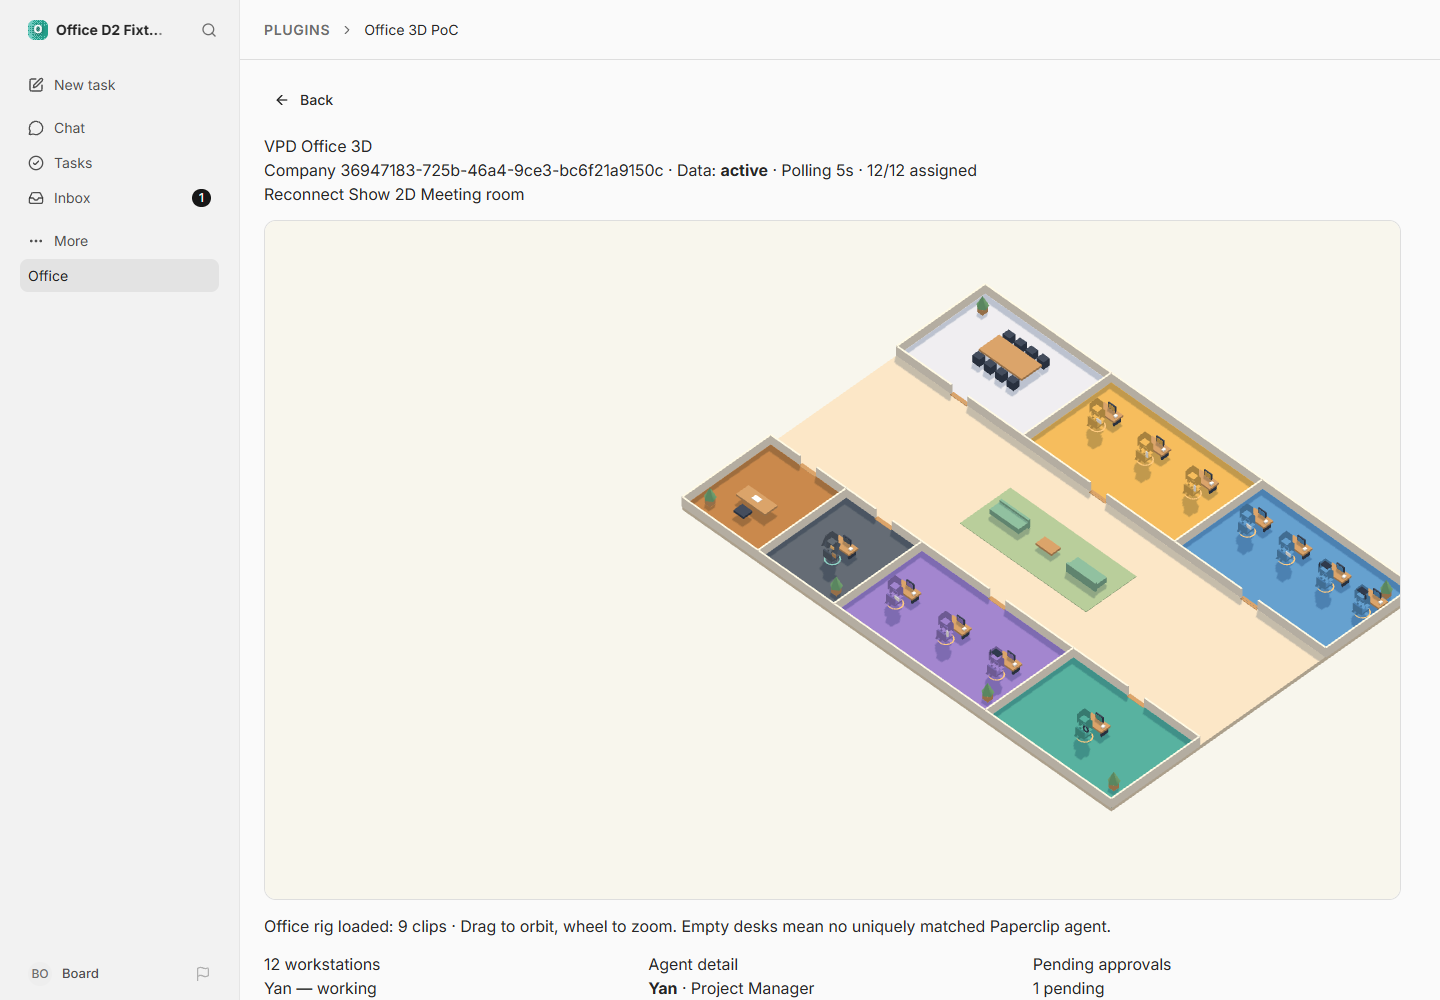 Office D2 Fixt...
New task
Chat
Tasks
Inbox
1
More
Office
BO
Board
PLUGINS
Office 3D PoC
Back
VPD Office 3D
Company 36947183-725b-46a4-9ce3-bc6f21a9150c · Data: active · Polling 5s · 12/12 assigned
Reconnect Show 2D Meeting room
Office rig loaded: 9 clips · Drag to orbit, wheel to zoom. Empty desks mean no uniquely matched Paperclip agent.
12 workstations
Yan — working
Agent detail
Yan · Project Manager
Pending approvals
1 pending